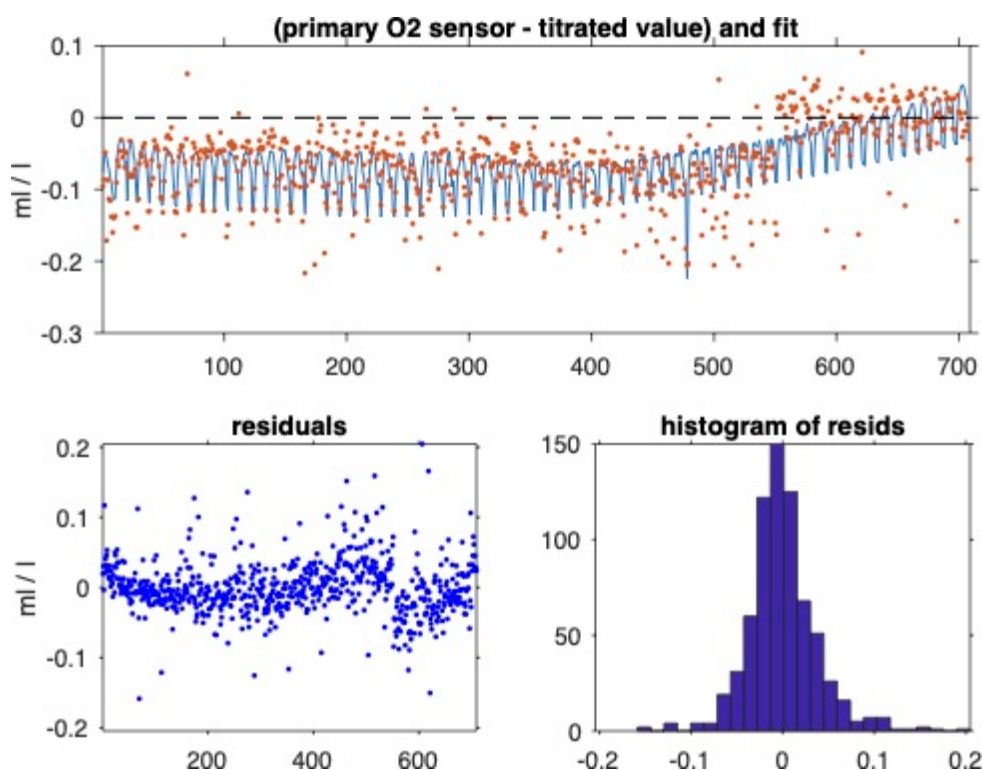 (primary O2 sensor - titrated value) and fit
0.1
0
-0.1
-0.2
-0.3
ml / l
100 200 300 400 500 600 700
residuals
0.2
0.1
0
-0.1
-0.2
ml / l
200 400 600
histogram of resids
150
100
50
0
-0.2 -0.1 0 0.1 0.2